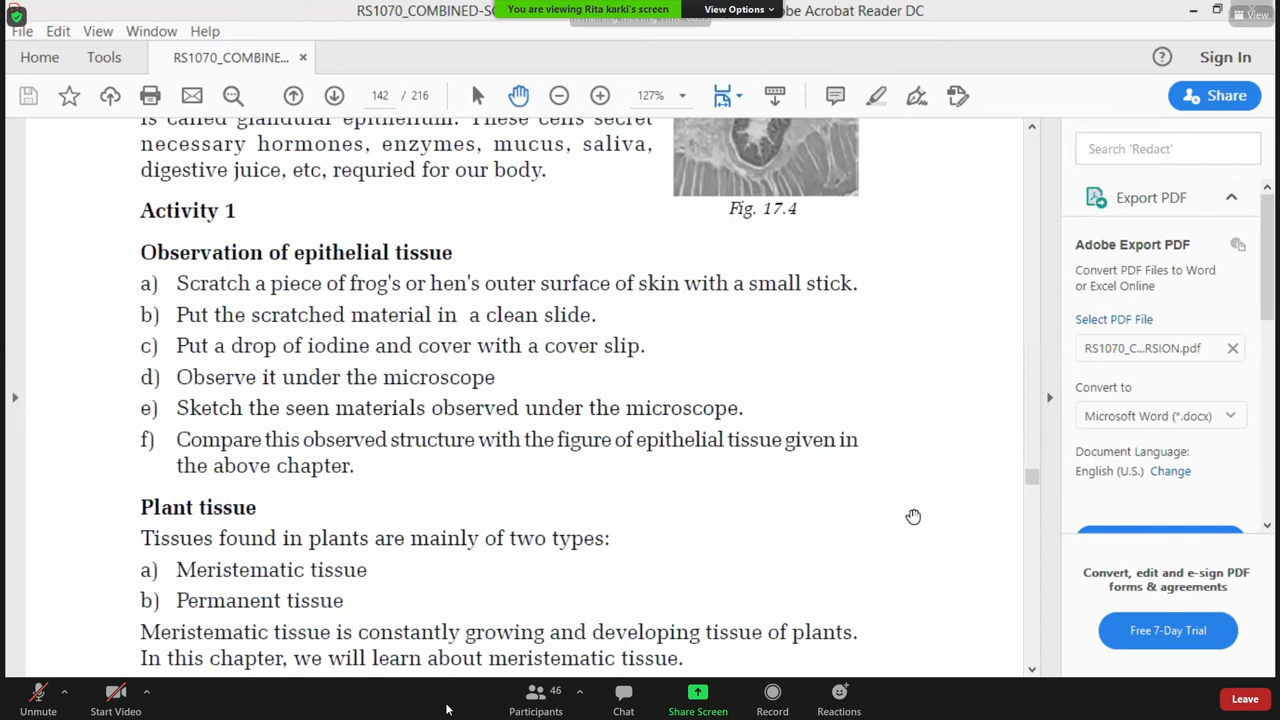 RS1070_COMBINED-SC
You are viewing Rita karki's screen
View Options
obe Acrobat Reader DC
View
File Edit View Window Help
Home Tools RS1070_COMBINE... ×
Sign In
142 / 216
127%
Share
is called glandular epithelium. These cells secret
necessary hormones, enzymes, mucus, saliva,
digestive juice, etc, requried for our body.
Fig. 17.4
Activity 1
Observation of epithelial tissue
a) Scratch a piece of frog's or hen's outer surface of skin with a small stick.
b) Put the scratched material in a clean slide.
c) Put a drop of iodine and cover with a cover slip.
d) Observe it under the microscope
e) Sketch the seen materials observed under the microscope.
f) Compare this observed structure with the figure of epithelial tissue given in
the above chapter.
Plant tissue
Tissues found in plants are mainly of two types:
a) Meristematic tissue
b) Permanent tissue
Meristematic tissue is constantly growing and developing tissue of plants.
In this chapter, we will learn about meristematic tissue.
Search 'Redact'
Export PDF
Adobe Export PDF
Convert PDF Files to Word
or Excel Online
Select PDF File
RS1070_C...RSION.pdf
Convert to
Microsoft Word (*.docx)
Document Language:
English (U.S.) Change
Convert, edit and e-sign PDF
forms & agreements
Free 7-Day Trial
Unmute
Start Video
46
Participants
Chat
Share Screen
Record
Reactions
Leave